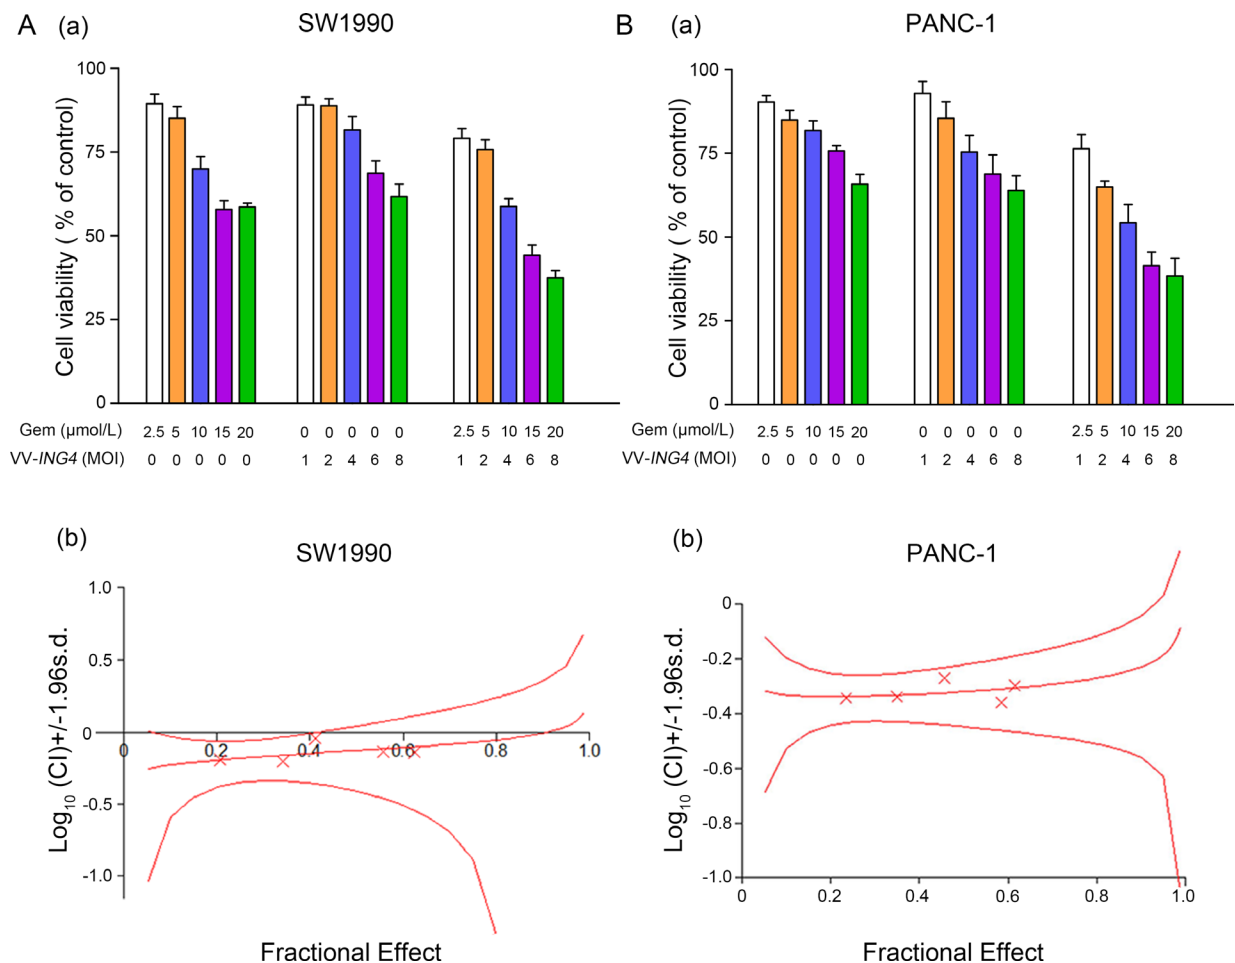 A (a) SW1990
Cell viability ( % of control)
100
75
50
25
0
Gem (μmol/L) 2.5 5 10 15 20 0 0 0 0 0 2.5 5 10 15 20
VV-ING4 (MOI) 0 0 0 0 0 1 2 4 6 8 1 2 4 6 8
B (a) PANC-1
Cell viability ( % of control)
100
75
50
25
0
Gem (μmol/L) 2.5 5 10 15 20 0 0 0 0 0 2.5 5 10 15 20
VV-ING4 (MOI) 0 0 0 0 0 1 2 4 6 8 1 2 4 6 8
(b) SW1990
Log10 (CI)+/-1.96s.d.
1.0
0.5
0
0 0.2 0.4 0.6 0.8 1.0
-0.5
-1.0
Fractional Effect
(b) PANC-1
Log10 (CI)+/-1.96s.d.
0
-0.2
-0.4
-0.6
-0.8
-1.0
0 0.2 0.4 0.6 0.8 1.0
Fractional Effect